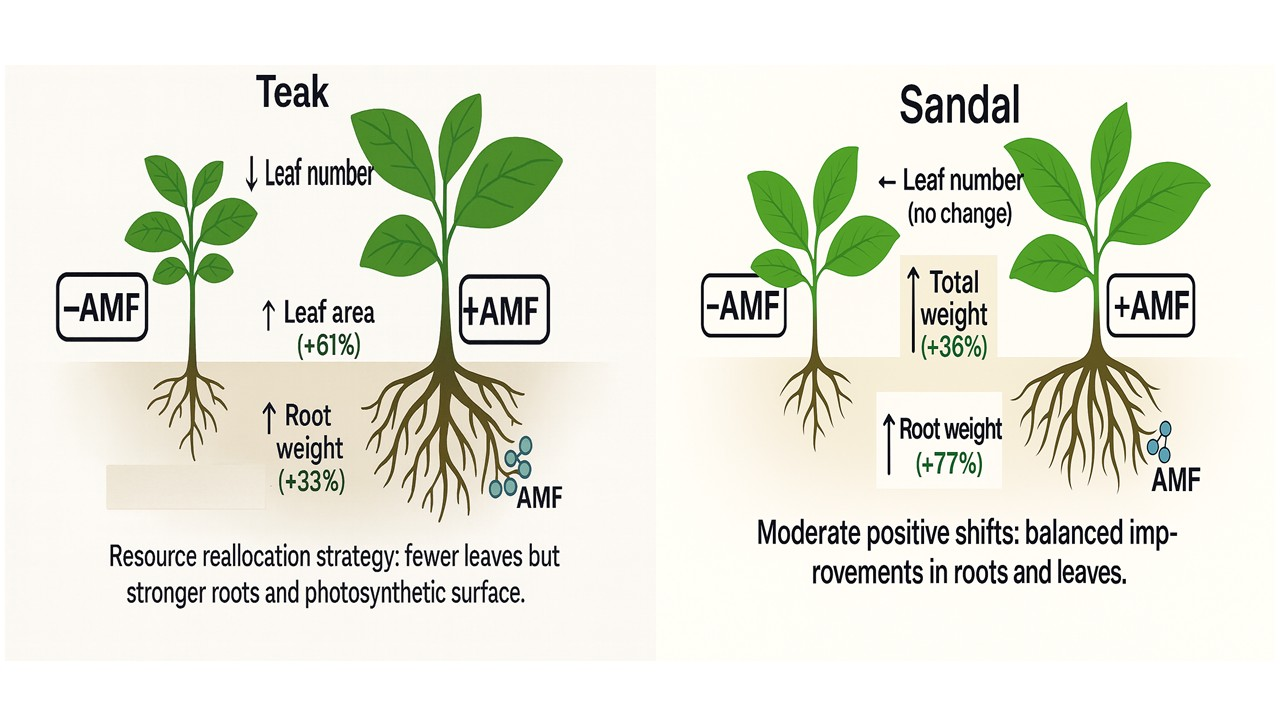 Teak
↓ Leaf number
−AMF
↑ Leaf area
(+61%)
+AMF
↑ Root
weight
(+33%)
AMF
Resource reallocation strategy: fewer leaves but
stronger roots and photosynthetic surface.
Sandal
← Leaf number
(no change)
−AMF
↑ Total
weight
(+36%)
+AMF
↑ Root weight
(+77%)
AMF
Moderate positive shifts: balanced imp-
rovements in roots and leaves.